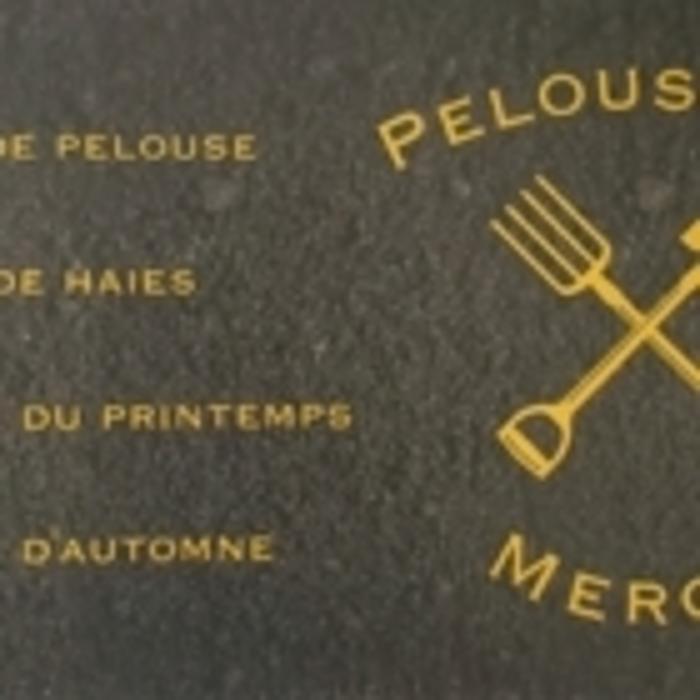 DE PELOUSE
DE HAIES
DU PRINTEMPS
D'AUTOMNE
PELOUS
MERC